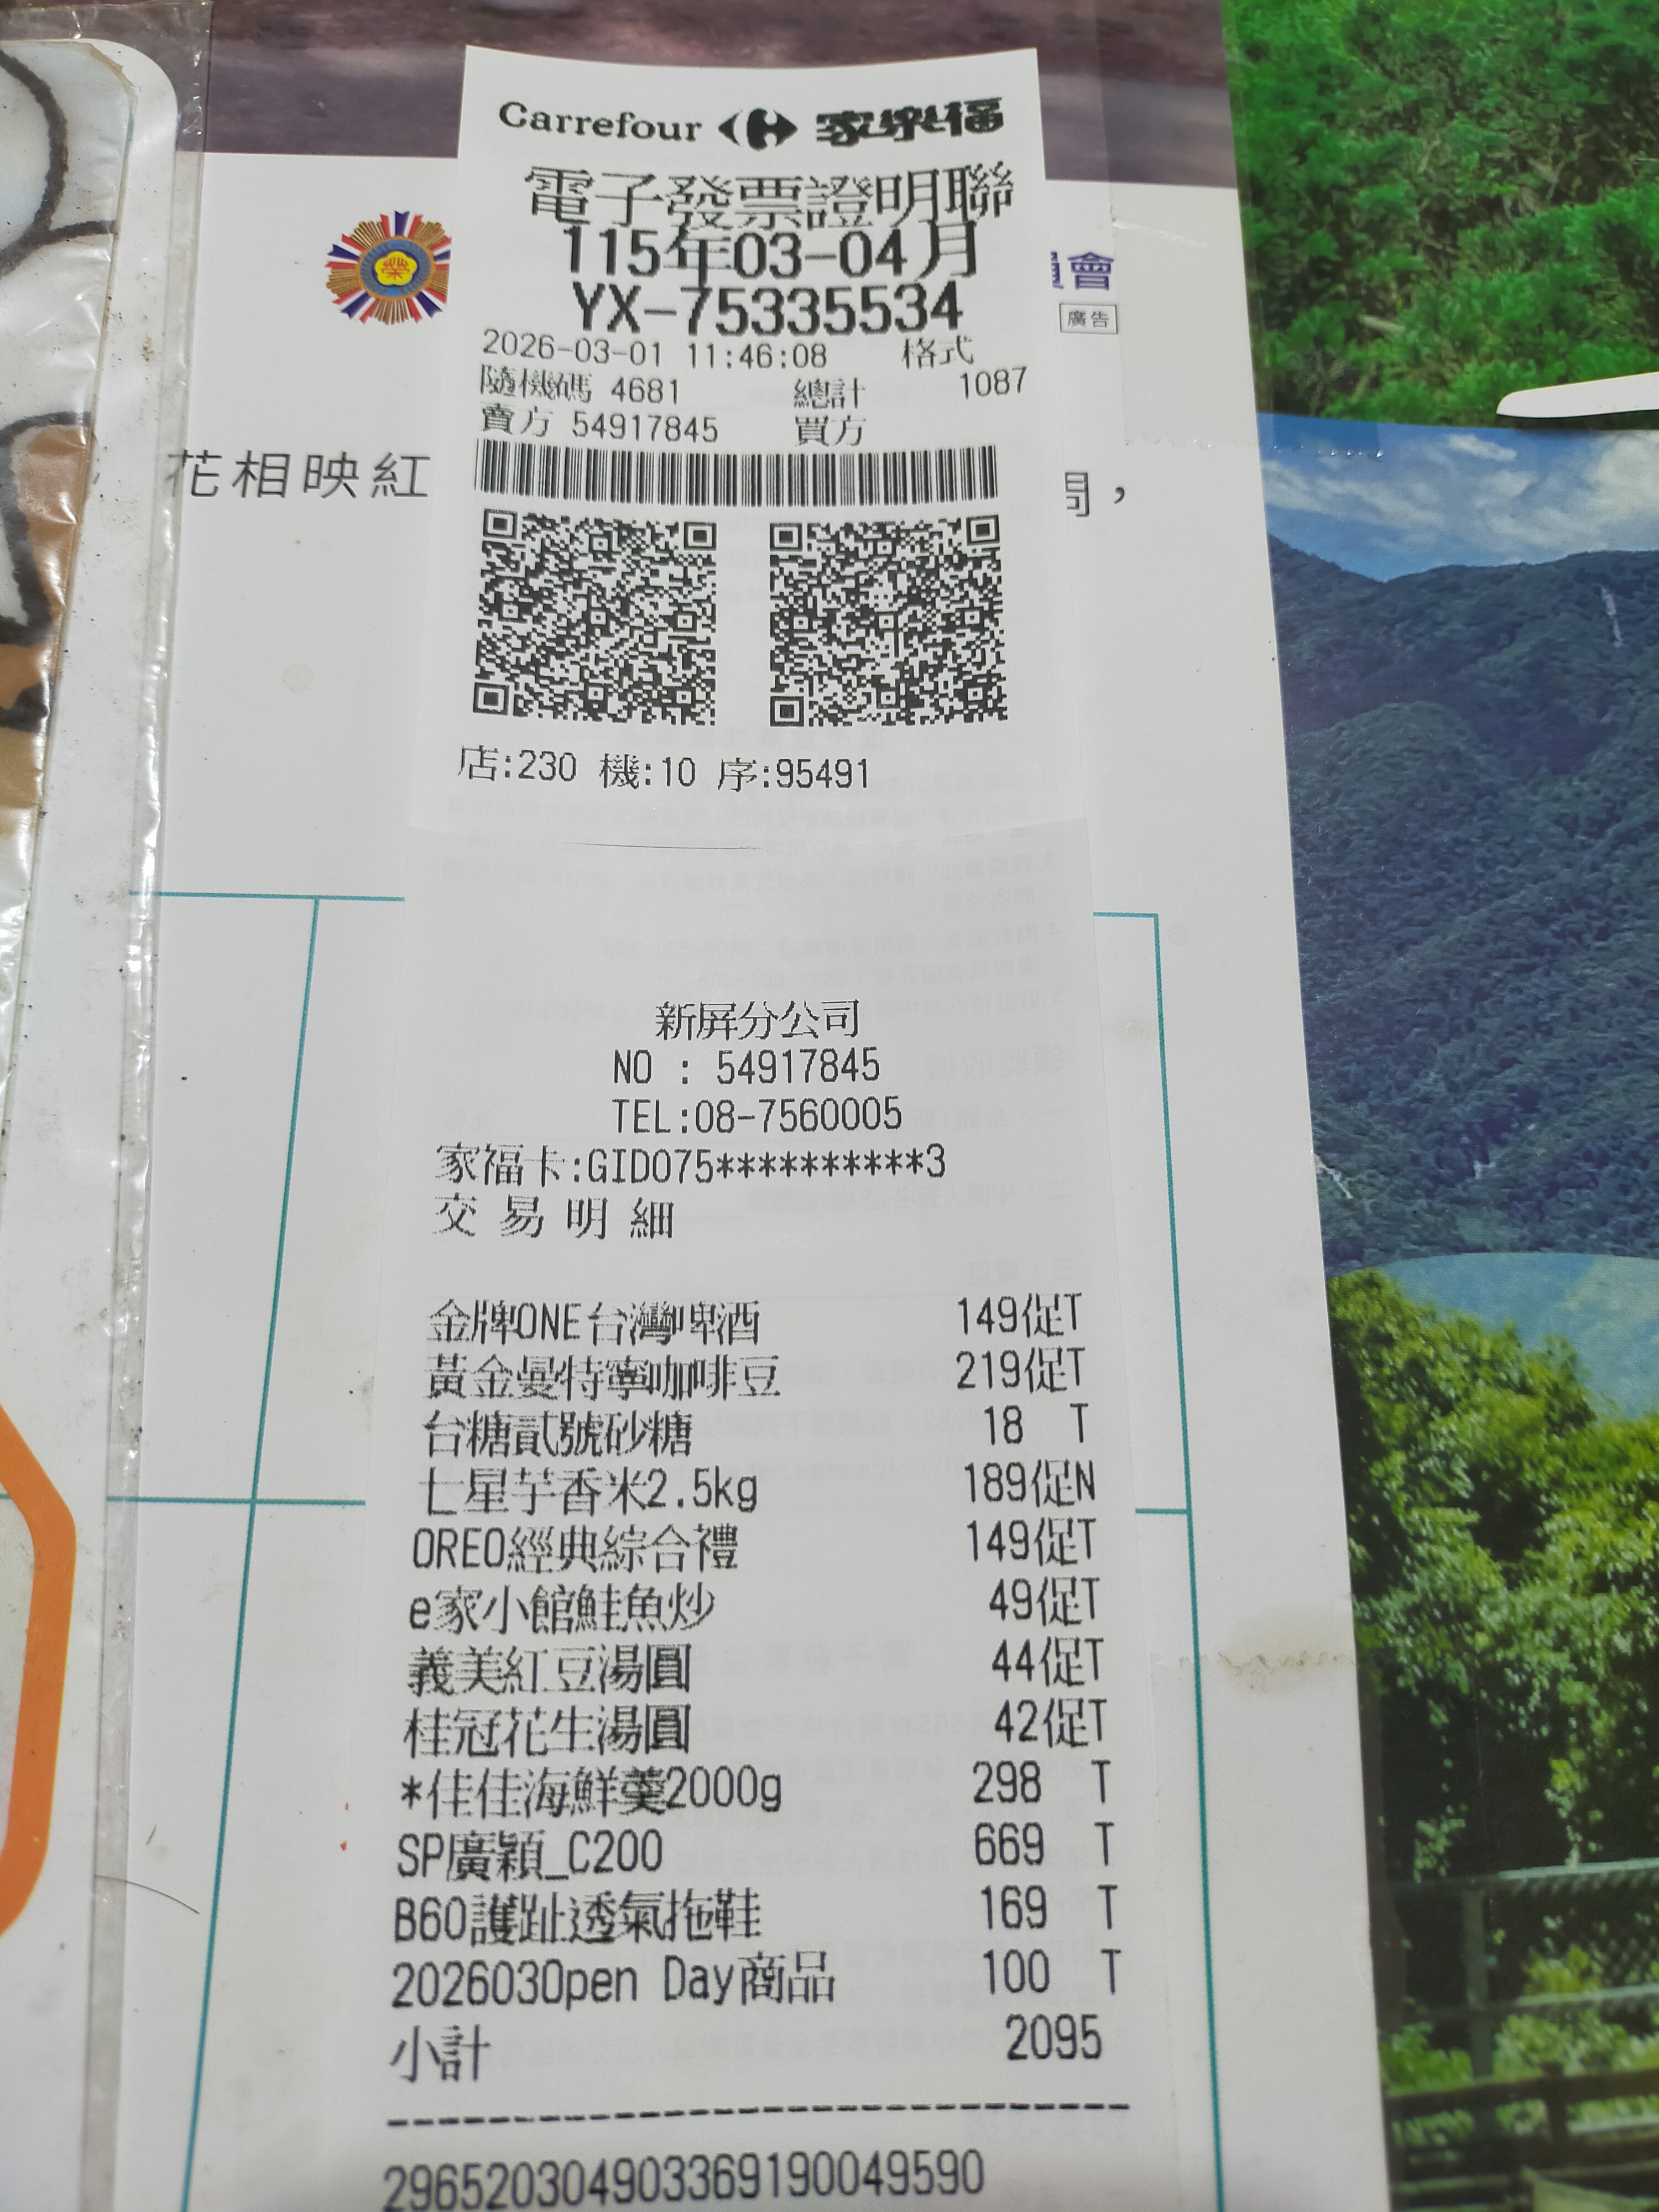 Carrefour 家樂福
電子發票證明聯
115年03-04月
YX-75335534
2026-03-01 11:46:08 格式
隨機碼 4681 總計 1087
賣方 54917845 買方
店:230 機:10 序:95491
新屏分公司
NO : 54917845
TEL:08-7560005
家福卡:GID075**********3
交易明細
金牌ONE台灣啤酒 149促T
黃金曼特寧咖啡豆 219促T
台糖貳號砂糖 18 T
七星芋香米2.5kg 189促N
OREO經典綜合禮 149促T
e家小館鮭魚炒 49促T
義美紅豆湯圓 44促T
桂冠花生湯圓 42促T
*佳佳海鮮羹2000g 298 T
SP廣穎_C200 669 T
B60護趾透氣拖鞋 169 T
202603Open Day商品 100 T
小計 2095
--------------------------------
296520304903369190049590
榮
會
廣告
花相映紅
問，